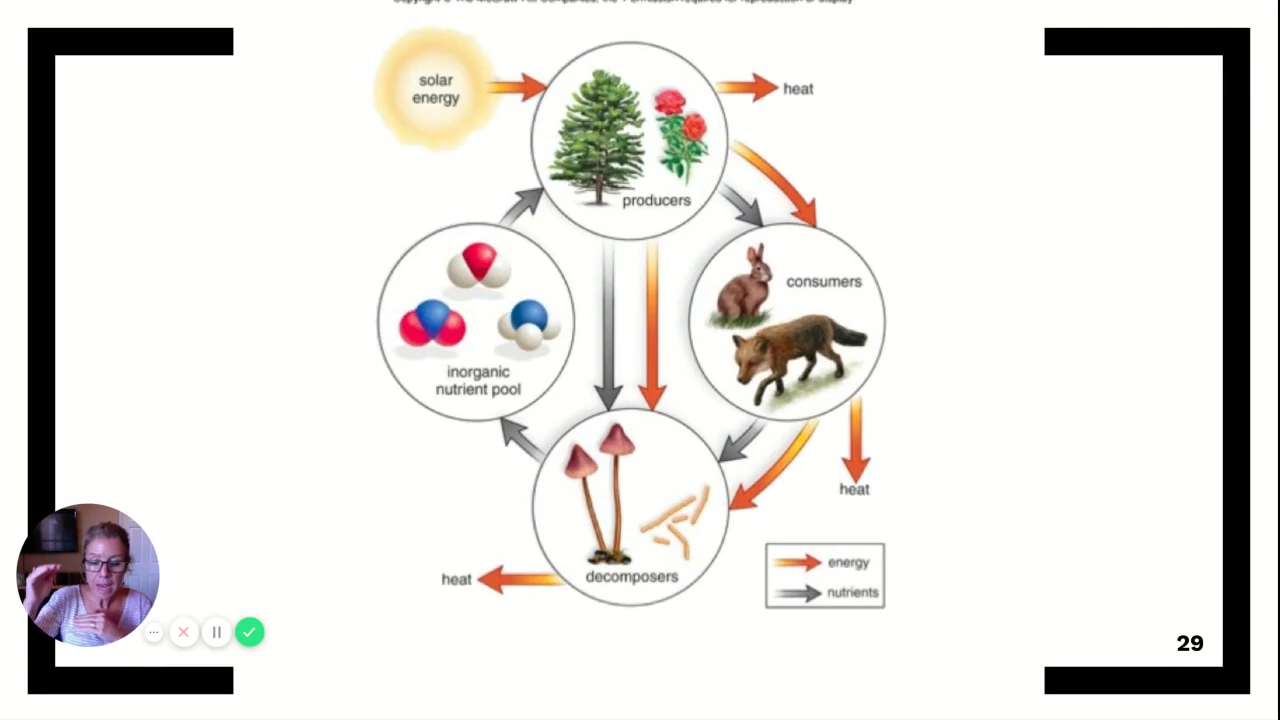 solar
energy
heat
producers
consumers
inorganic
nutrient pool
heat
energy
nutrients
decomposers
heat
29